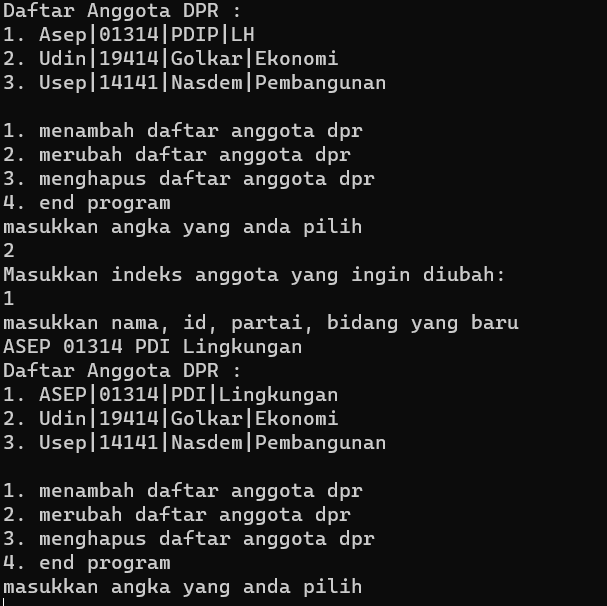 Daftar Anggota DPR :
1. Asep|01314|PDIP|LH
2. Udin|19414|Golkar|Ekonomi
3. Usep|14141|Nasdem|Pembangunan

1. menambah daftar anggota dpr
2. merubah daftar anggota dpr
3. menghapus daftar anggota dpr
4. end program
masukkan angka yang anda pilih
2
Masukkan indeks anggota yang ingin diubah:
1
masukkan nama, id, partai, bidang yang baru
ASEP 01314 PDI Lingkungan
Daftar Anggota DPR :
1. ASEP|01314|PDI|Lingkungan
2. Udin|19414|Golkar|Ekonomi
3. Usep|14141|Nasdem|Pembangunan

1. menambah daftar anggota dpr
2. merubah daftar anggota dpr
3. menghapus daftar anggota dpr
4. end program
masukkan angka yang anda pilih